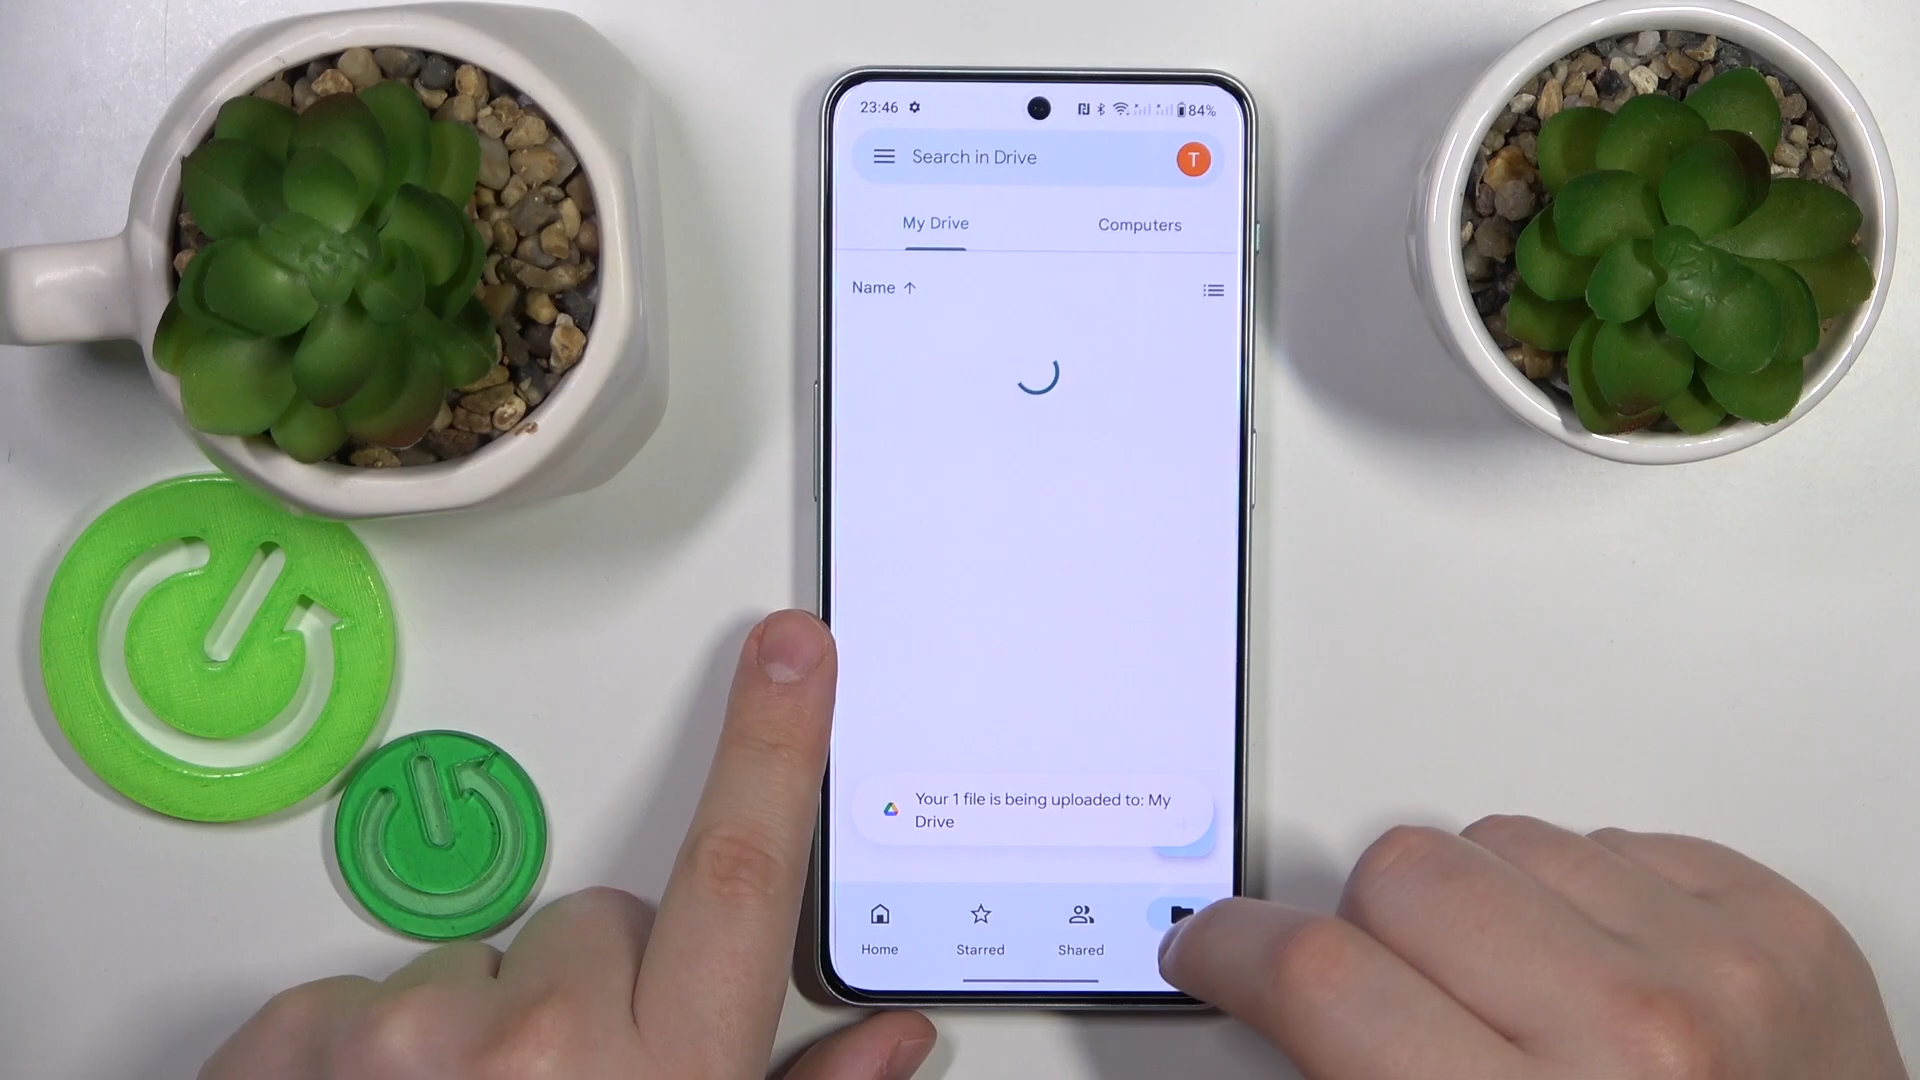 23:46
84%
Search in Drive
T
My Drive
Computers
Name
Your 1 file is being uploaded to: My
Drive
Home
Starred
Shared